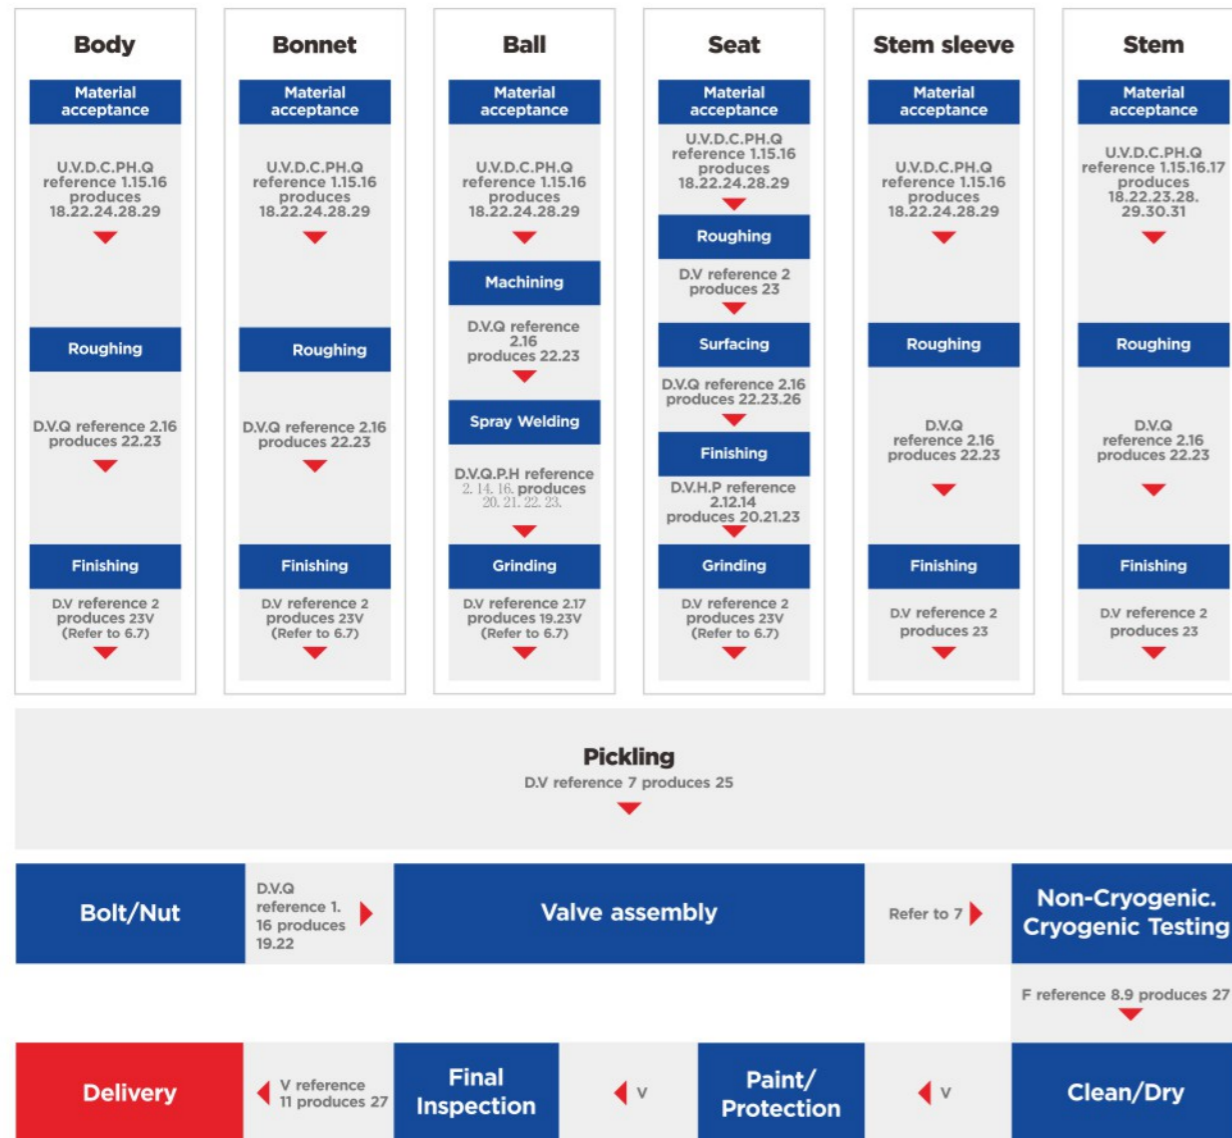 Body
Material
acceptance
U.V.D.C.PH.Q
reference 1.15.16
produces
18.22.24.28.29
Roughing
D.V.Q reference 2.16
produces 22.23
Finishing
D.V reference 2
produces 23V
(Refer to 6.7)
Bonnet
Material
acceptance
U.V.D.C.PH.Q
reference 1.15.16
produces
18.22.24.28.29
Roughing
D.V.Q reference 2.16
produces 22.23
Finishing
D.V reference 2
produces 23V
(Refer to 6.7)
Ball
Material
acceptance
U.V.D.C.PH.Q
reference 1.15.16
produces
18.22.24.28.29
Machining
D.V.Q reference
2.16
produces 22.23
Spray Welding
D.V.Q.P.H reference
2. 14. 16. produces
20. 21. 22. 23.
Grinding
D.V reference 2.17
produces 19.23V
(Refer to 6.7)
Seat
Material
acceptance
U.V.D.C.PH.Q
reference 1.15.16
produces
18.22.24.28.29
Roughing
D.V reference 2
produces 23
Surfacing
D.V.Q reference 2.16
produces 22.23.26
Finishing
D.V.H.P reference
2.12.14
produces 20.21.23
Grinding
D.V reference 2
produces 23V
(Refer to 6.7)
Stem sleeve
Material
acceptance
U.V.D.C.PH.Q
reference 1.15.16
produces
18.22.24.28.29
Roughing
D.V.Q
reference 2.16
produces 22.23
Finishing
D.V reference 2
produces 23
Stem
Material
acceptance
U.V.D.C.PH.Q
reference 1.15.16.17
produces
18.22.23.28.
29.30.31
Roughing
D.V.Q
reference 2.16
produces 22.23
Finishing
D.V reference 2
produces 23
Pickling
D.V reference 7 produces 25
Bolt/Nut
D.V.Q
reference 1.
16 produces
19.22
Valve assembly
Refer to 7
Non-Cryogenic.
Cryogenic Testing
F reference 8.9 produces 27
Delivery
V reference
11 produces 27
Final
Inspection
V
Paint/
Protection
V
Clean/Dry